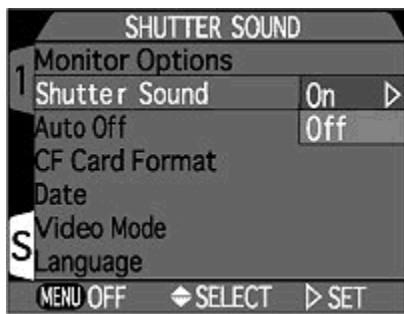 SHUTTER SOUND
1
Monitor Options
Shutter Sound On
Auto Off Off
CF Card Format
Date
S
Video Mode
Language
MENU OFF SELECT SET